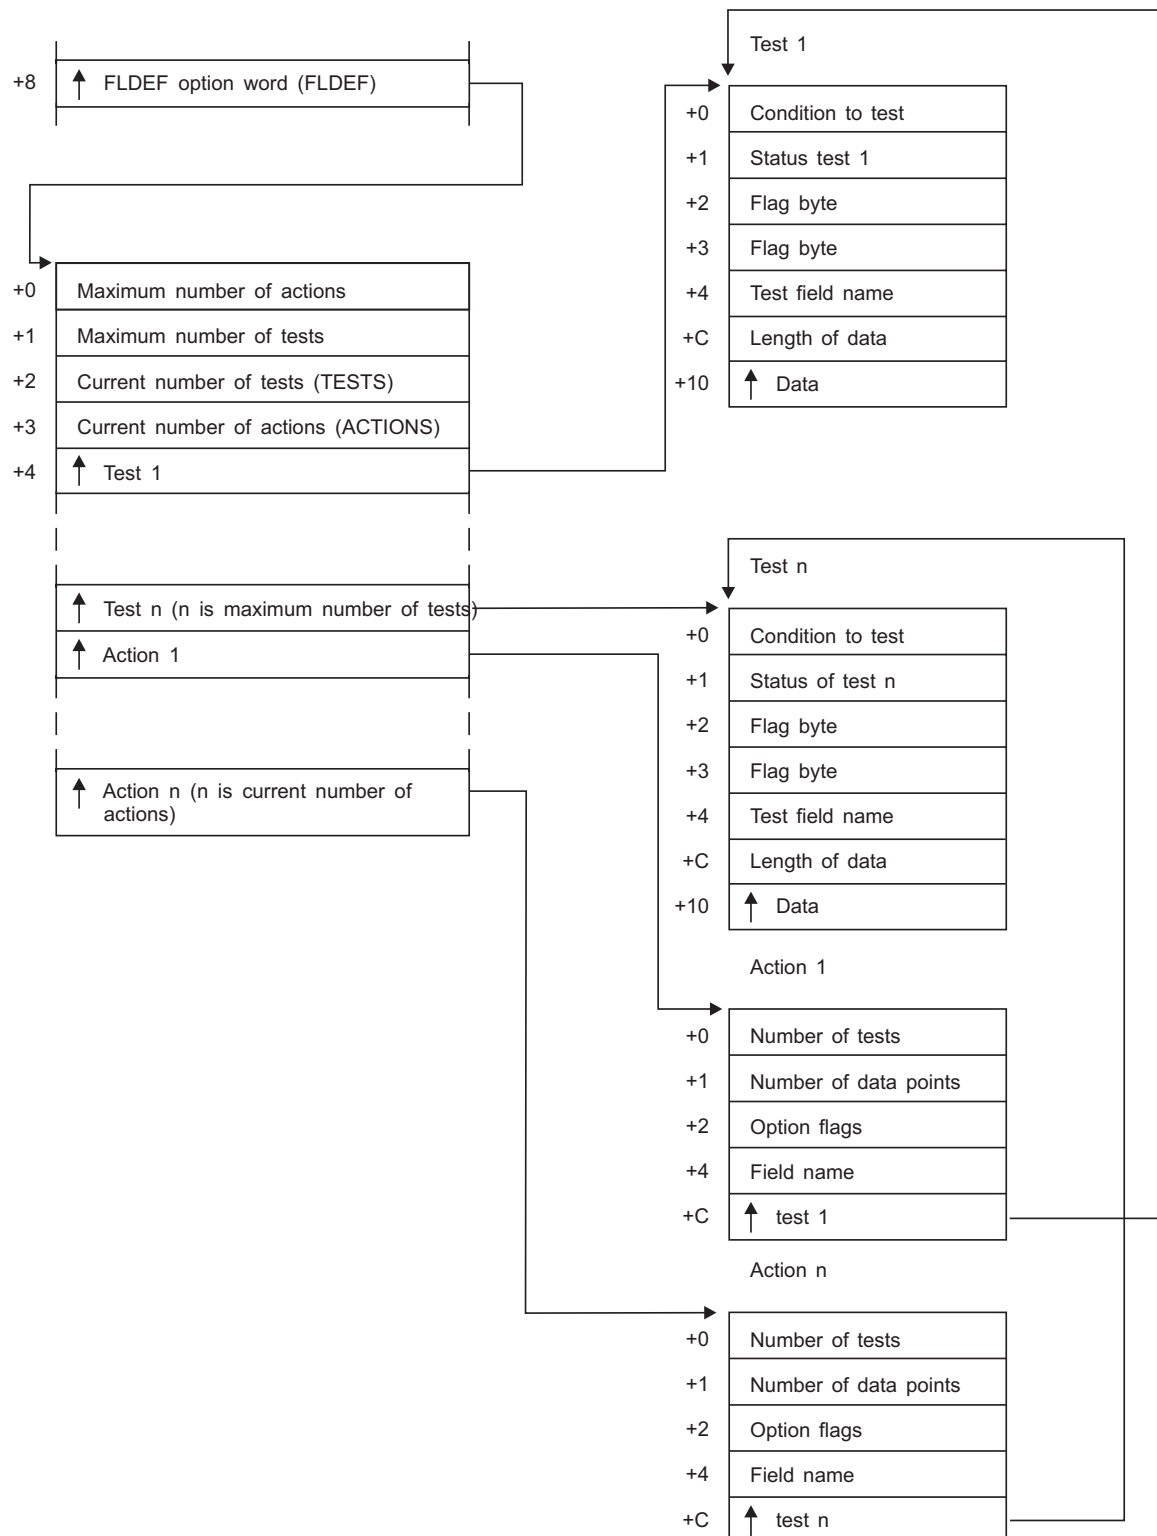 +8 FLDEF option word (FLDEF)
+0 Maximum number of actions
+1 Maximum number of tests
+2 Current number of tests (TESTS)
+3 Current number of actions (ACTIONS)
+4 Test 1
Test n (n is maximum number of tests)
Action 1
Action n (n is current number of
actions)
Test 1
+0 Condition to test
+1 Status test 1
+2 Flag byte
+3 Flag byte
+4 Test field name
+C Length of data
+10 Data
Test n
+0 Condition to test
+1 Status of test n
+2 Flag byte
+3 Flag byte
+4 Test field name
+C Length of data
+10 Data
Action 1
+0 Number of tests
+1 Number of data points
+2 Option flags
+4 Field name
+C test 1
Action n
+0 Number of tests
+1 Number of data points
+2 Option flags
+4 Field name
+C test n